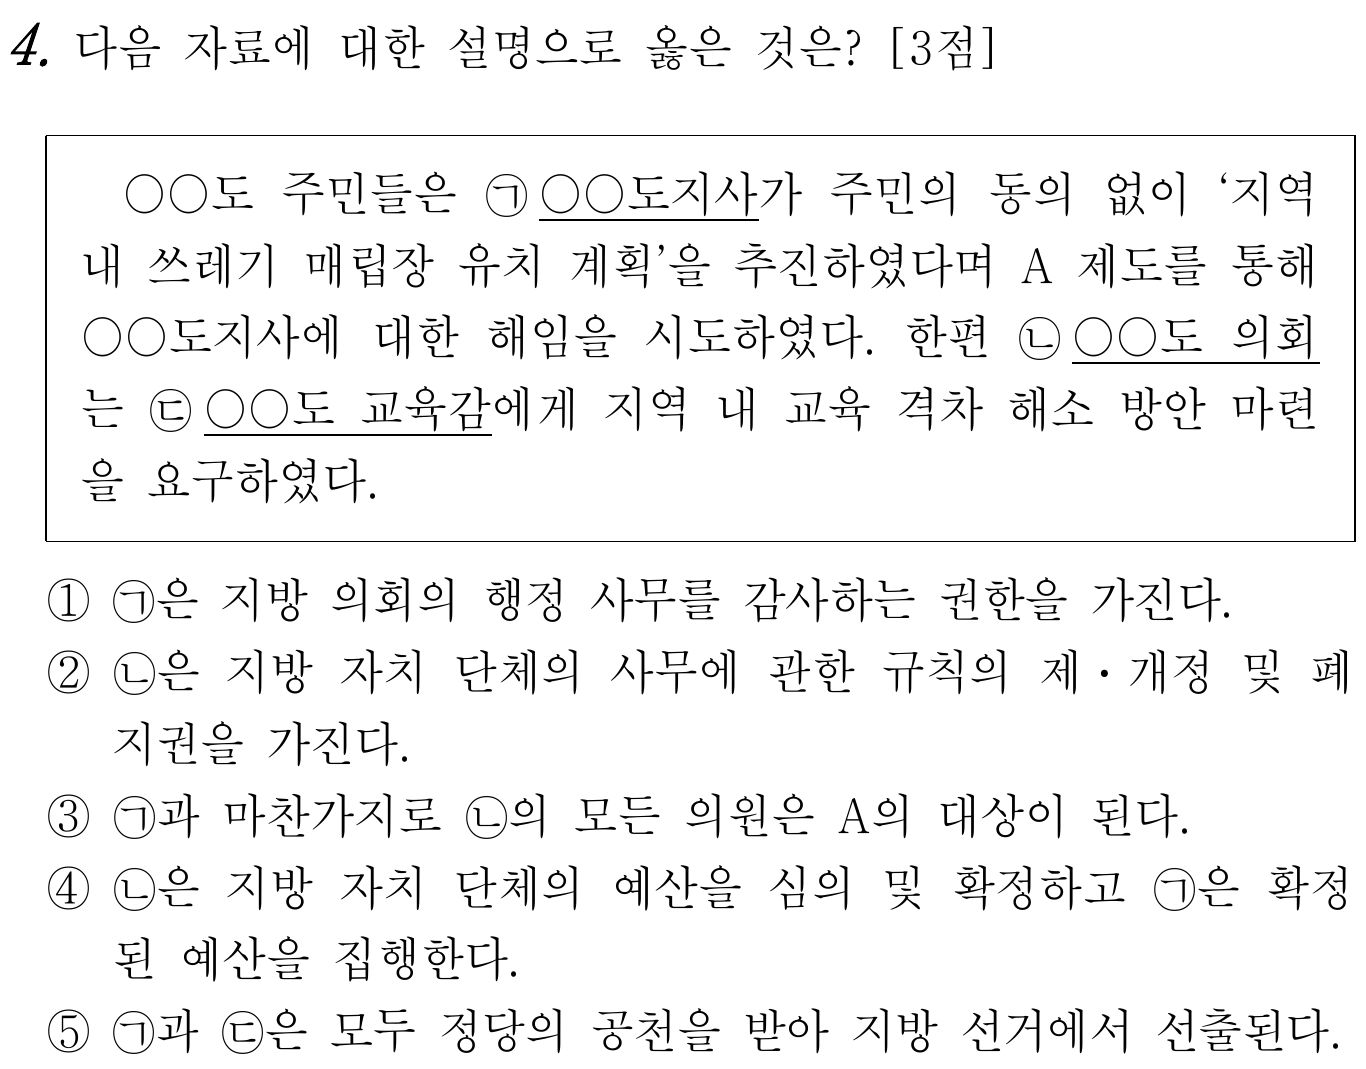 4. 다음 자료에 대한 설명으로 옳은 것은? [3점]
○○도 주민들은 ㉠ ○○도지사가 주민의 동의 없이 ‘지역
내 쓰레기 매립장 유치 계획’을 추진하였다며 A 제도를 통해
○○도지사에 대한 해임을 시도하였다. 한편 ㉡ ○○도 의회
는 ㉢ ○○도 교육감에게 지역 내 교육 격차 해소 방안 마련
을 요구하였다.
① ㉠은 지방 의회의 행정 사무를 감사하는 권한을 가진다.
② ㉡은 지방 자치 단체의 사무에 관한 규칙의 제·개정 및 폐
지권을 가진다.
③ ㉠과 마찬가지로 ㉡의 모든 의원은 A의 대상이 된다.
④ ㉡은 지방 자치 단체의 예산을 심의 및 확정하고 ㉠은 확정
된 예산을 집행한다.
⑤ ㉠과 ㉢은 모두 정당의 공천을 받아 지방 선거에서 선출된다.